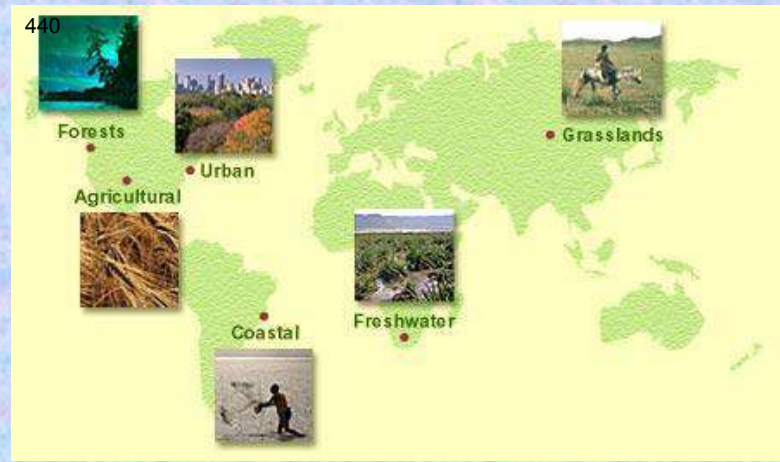 440
Forests
Urban
Grasslands
Agricultural
Freshwater
Coastal